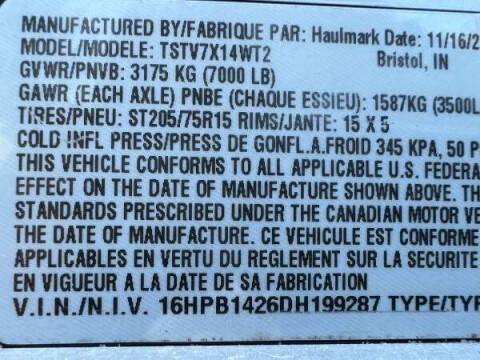 MANUFACTURED BY/FABRIQUE PAR: Haulmark Date: 11/16/2
MODEL/MODELE: TSTV7X14WT2 Bristol, IN
GVWR/PNVB: 3175 KG (7000 LB)
GAWR (EACH AXLE) PNBE (CHAQUE ESSIEU): 1587KG (3500L
TIRES/PNEU: ST205/75R15 RIMS/JANTE: 15 X 5
COLD INFL PRESS/PRESS DE GONFL.A.FROID 345 KPA, 50 P
THIS VEHICLE CONFORMS TO ALL APPLICABLE U.S. FEDERA
EFFECT ON THE DATE OF MANUFACTURE SHOWN ABOVE. TH
STANDARDS PRESCRIBED UNDER THE CANADIAN MOTOR VE
THE DATE OF MANUFACTURE. CE VEHICULE EST CONFORME
APPLICABLES EN VERTU DU REGLEMENT SUR LA SECURITE
EN VIGUEUR A LA DATE DE SA FABRICATION
V.I.N./N.I.V. 16HPB1426DH199287 TYPE/TYP